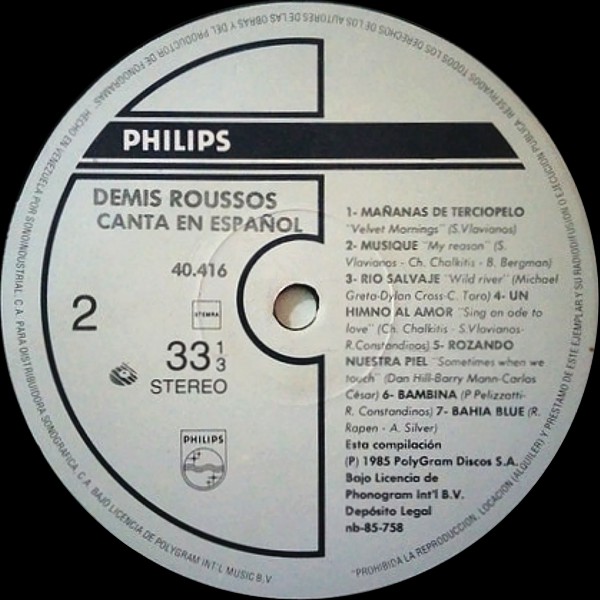 PHILIPS
DEMIS ROUSSOS
CANTA EN ESPAÑOL
40.416
STEMRA
2
33 1/3
STEREO
PHILIPS
1- MAÑANAS DE TERCIOPELO
"Velvet Mornings" (S.Vlavianos)
2- MUSIQUE "My reason" (S.
Vlavianos - Ch. Chalkitis - B. Bergman)
3- RIO SALVAJE "Wild river" (Michael
Greta-Dylan Cross-C. Toro) 4- UN
HIMNO AL AMOR "Sing an ode to
love" (Ch. Chalkitis - S.Vlavianos-
R.Constandinos) 5- ROZANDO
NUESTRA PIEL "Sometimes when we
touch" (Dan Hill-Barry Mann-Carlos
César) 6- BAMBINA (P Pelizzatti-
R. Constandinos) 7- BAHIA BLUE (R.
Rapen - A. Silver)
Esta compilación
(P) 1985 PolyGram Discos S.A.
Bajo Licencia de
Phonogram Int'l B.V.
Depósito Legal
nb-85-758
"PROHIBIDA LA REPRODUCCION, LOCACION (ALQUILER) Y PRESTAMO DE ESTE EJEMPLAR Y SU RADIODIFUSION O EJECUCION PUBLICA RESERVADOS TODOS LOS DERECHOS DE LOS AUTORES DE LAS OBRAS Y DEL PRODUCTOR DE FONOGRAMAS" HECHO EN VENEZUELA POR SONOINDUSTRIAL, C.A. PARA DISTRIBUIDORA SONOGRAFICA, C.A. BAJO LICENCIA DE POLYGRAM INT'L MUSIC B.V.